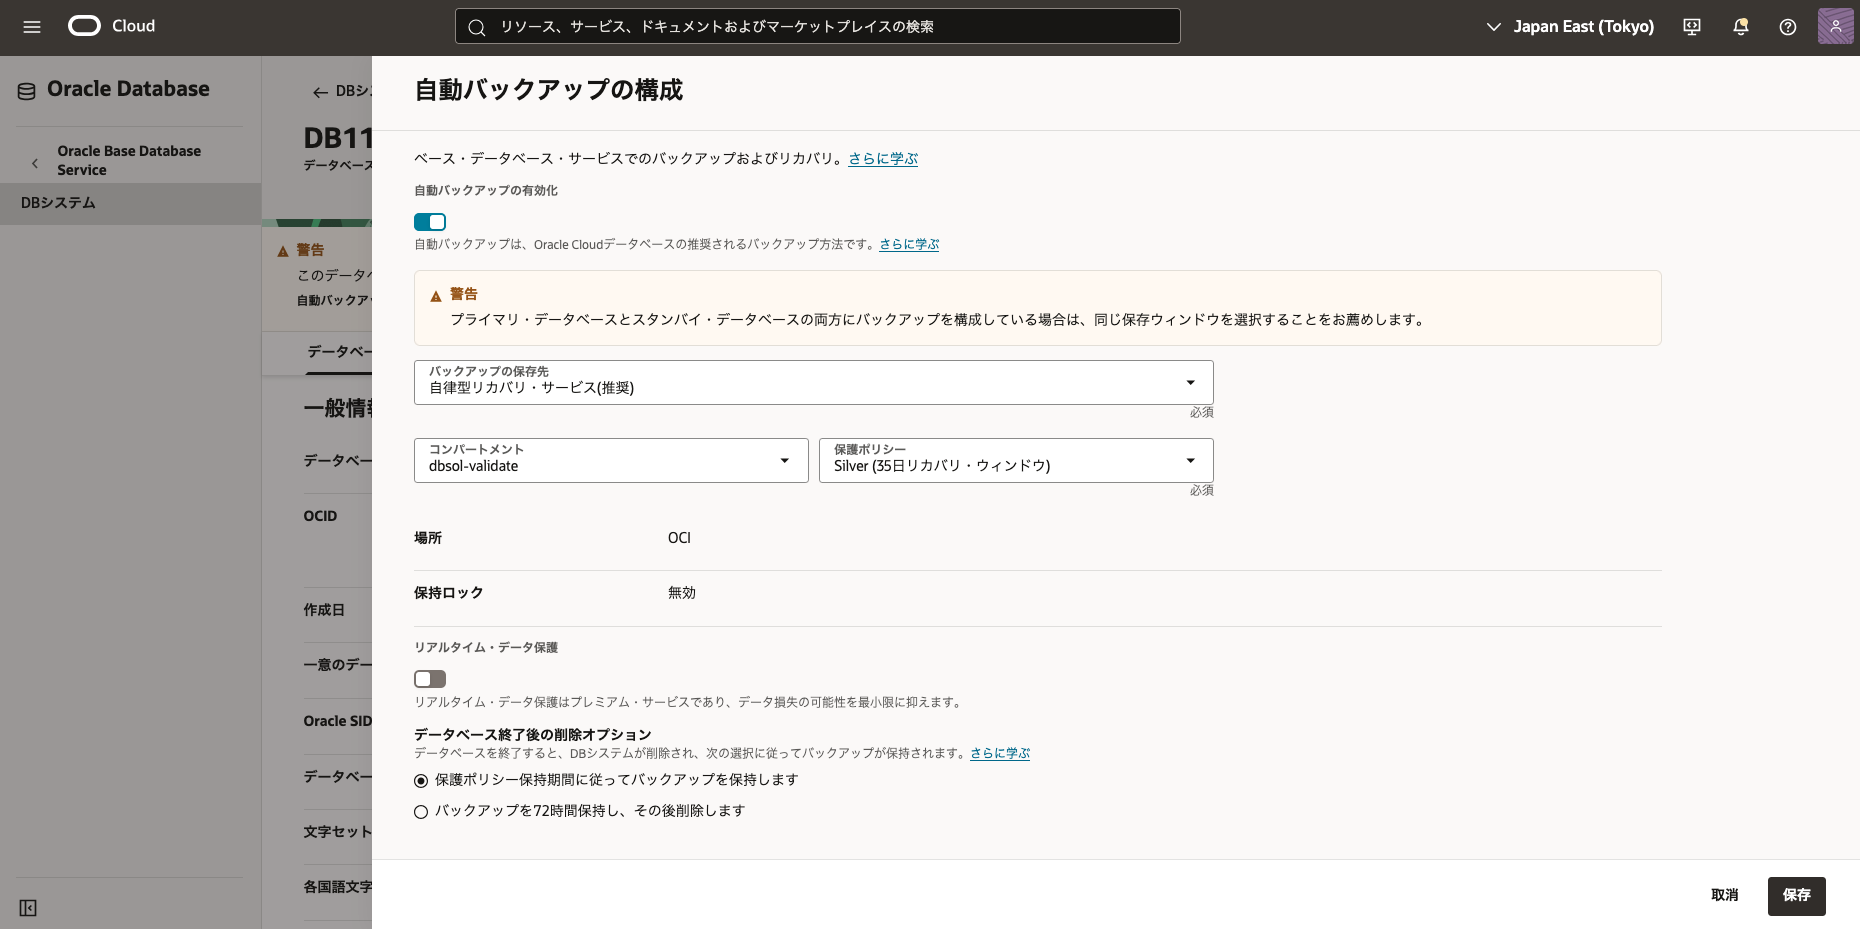 Cloud
リソース、サービス、ドキュメントおよびマーケットプレイスの検索
Japan East (Tokyo)
Oracle Database
Oracle Base Database
Service
DBシステム
← DBシ
DB11
データベース
警告
このデータベ
自動バックア
データベー
一般情
データベー
OCID
作成日
一意のデー
Oracle SID
データベー
文字セット
各国語文字
自動バックアップの構成
ベース・データベース・サービスでのバックアップおよびリカバリ。さらに学ぶ
自動バックアップの有効化
自動バックアップは、Oracle Cloudデータベースの推奨されるバックアップ方法です。さらに学ぶ
警告
プライマリ・データベースとスタンバイ・データベースの両方にバックアップを構成している場合は、同じ保存ウィンドウを選択することをお薦めします。
バックアップの保存先
自律型リカバリ・サービス(推奨)
必須
コンパートメント
dbsol-validate
保護ポリシー
Silver (35日リカバリ・ウィンドウ)
必須
場所 OCI
保持ロック 無効
リアルタイム・データ保護
リアルタイム・データ保護はプレミアム・サービスであり、データ損失の可能性を最小限に抑えます。
データベース終了後の削除オプション
データベースを終了すると、DBシステムが削除され、次の選択に従ってバックアップが保持されます。さらに学ぶ
保護ポリシー保持期間に従ってバックアップを保持します
バックアップを72時間保持し、その後削除します
取消
保存